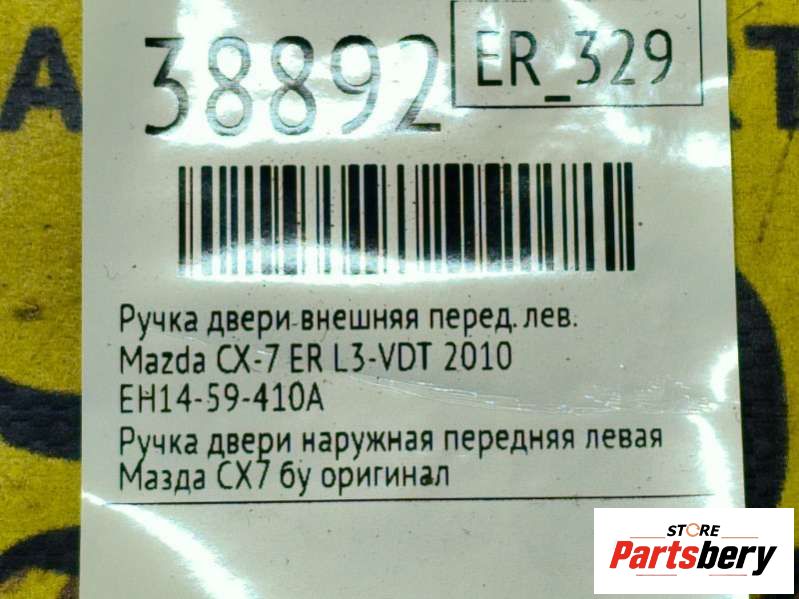 38892
ER_329
Ручка двери внешняя перед. лев.
Mazda CX-7 ER L3-VDT 2010
EH14-59-410A
Ручка двери наружная передняя левая
Мазда CX7 бу оригинал
STORE
Partsbery